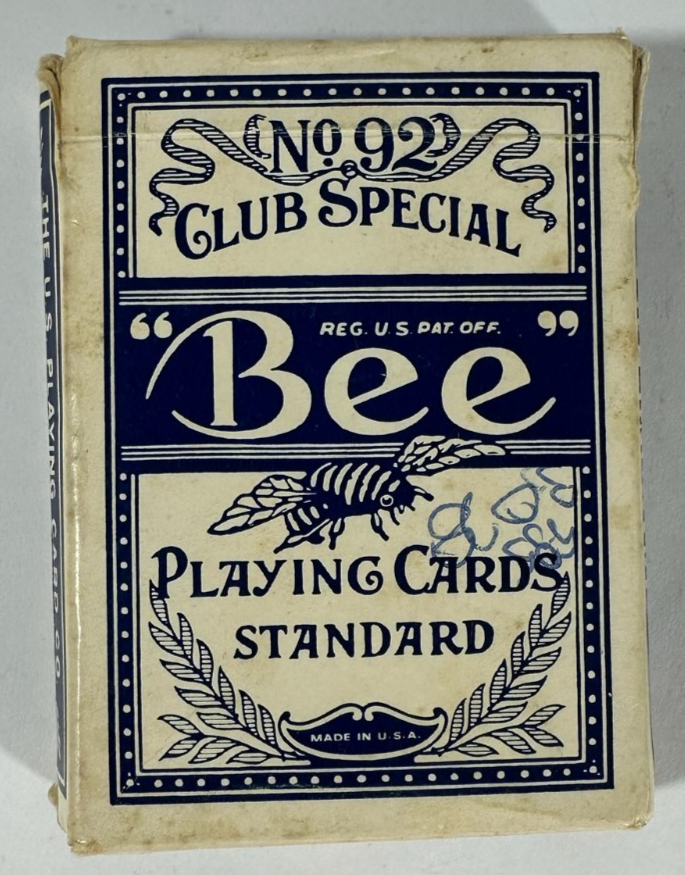 No 92
CLUB SPECIAL
REG. U.S. PAT. OFF.
“Bee”
PLAYING CARDS
STANDARD
MADE IN U.S.A.
THE U.S. PLAYING CARD CO.